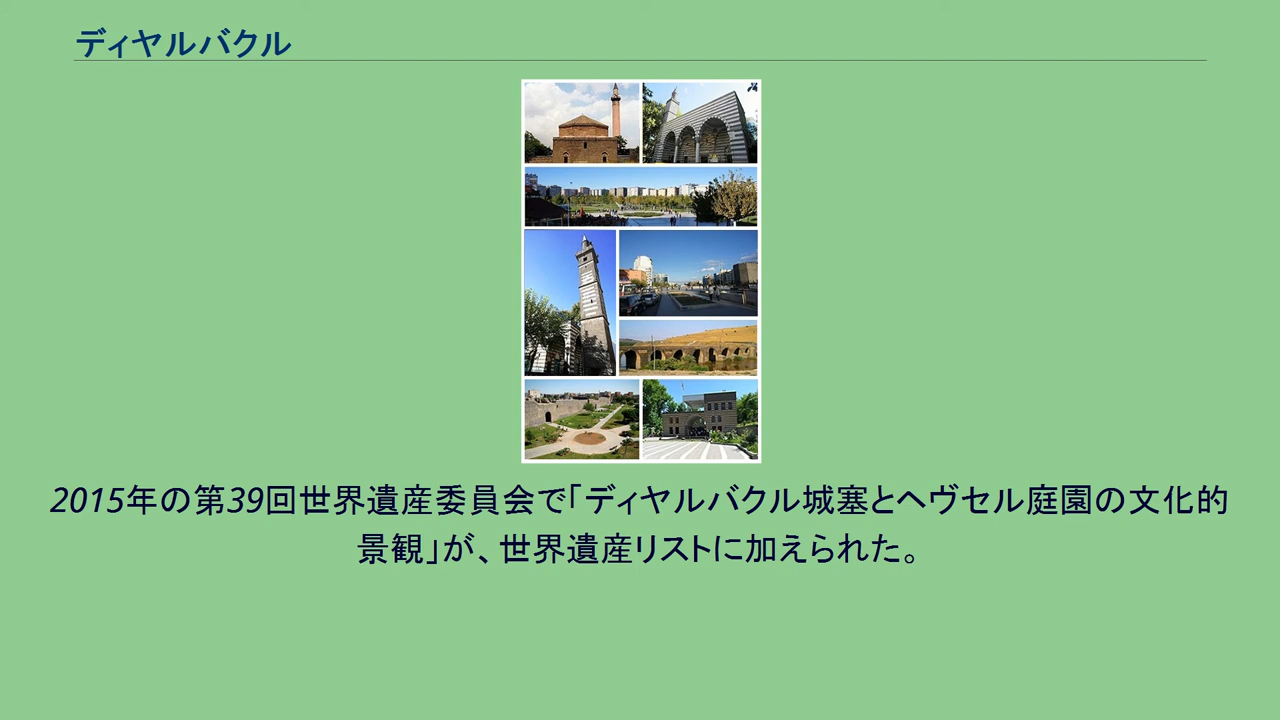 ディヤルバクル
2015年の第39回世界遺産委員会で「ディヤルバクル城塞とヘヴセル庭園の文化的
景観」が、世界遺産リストに加えられた。